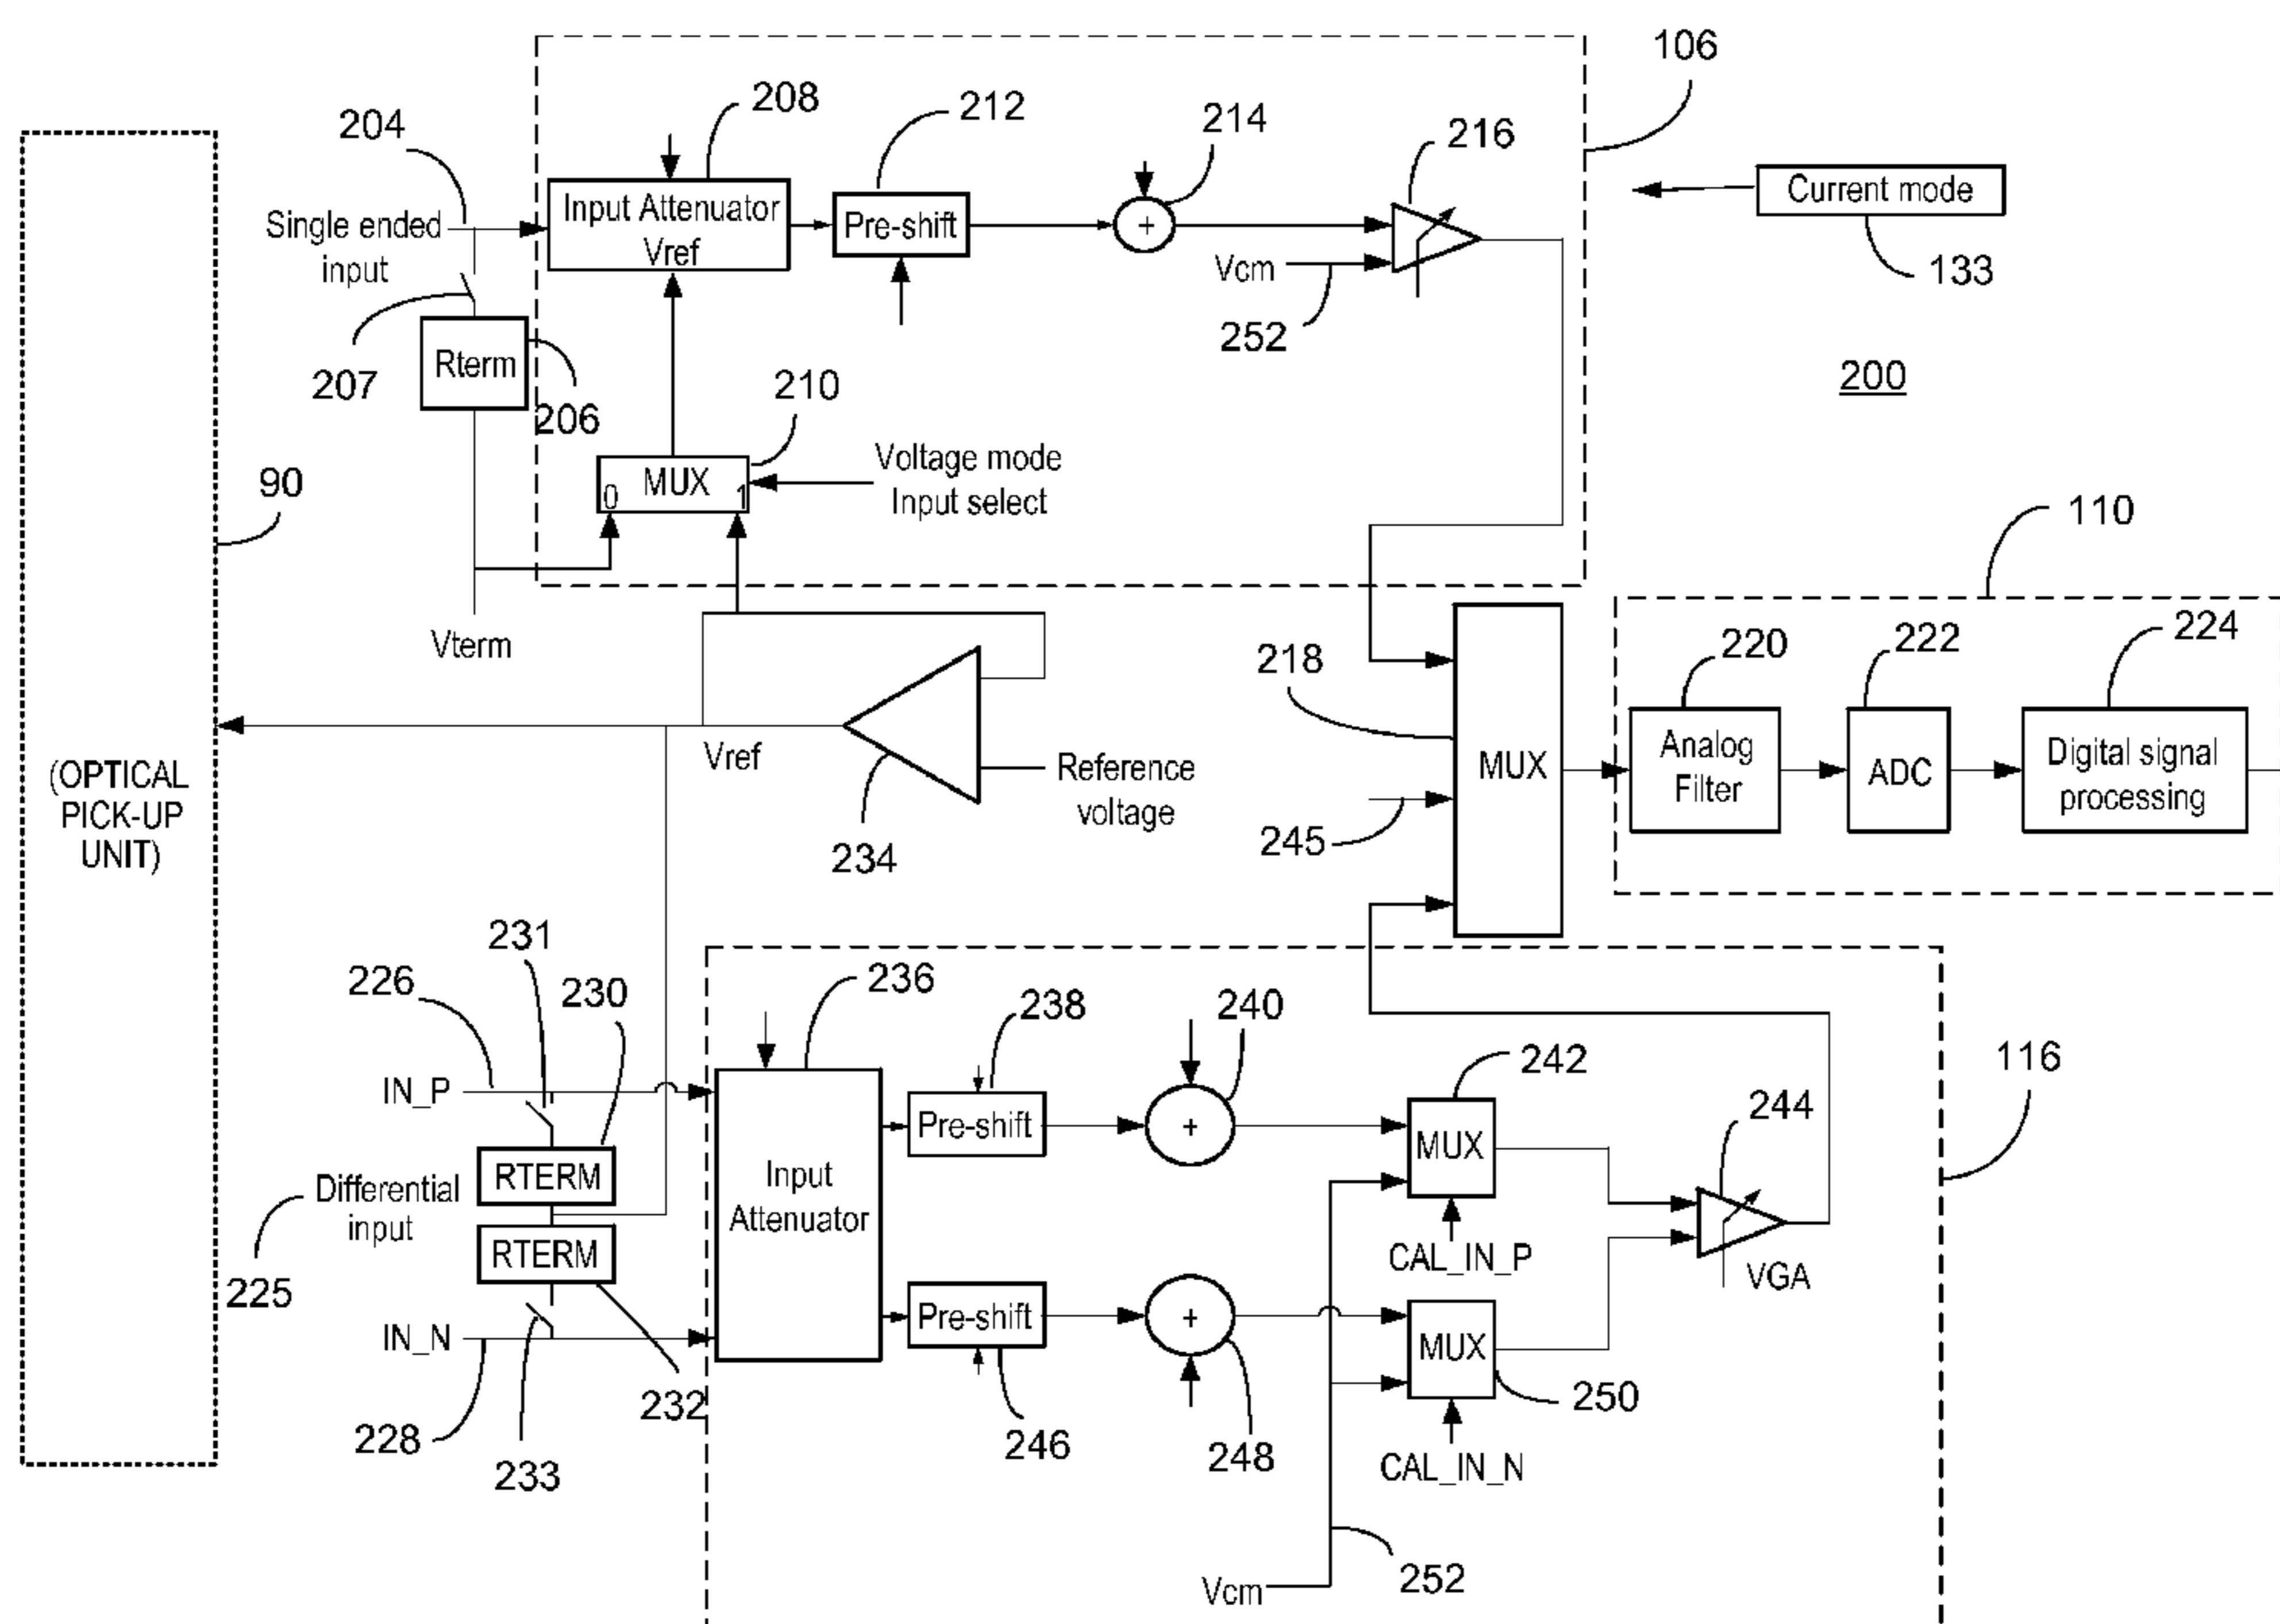 106
208
212
214
204
216
Single ended
input
Input Attenuator
Vref
Pre-shift
+
Current mode
Vcm
133
252
207
Rterm
206
210
200
MUX
0
1
Voltage mode
Input select
90
110
Vterm
218
220
222
224
(OPTICAL
PICK-UP
UNIT)
Vref
Reference
voltage
234
MUX
245
Analog
Filter
ADC
Digital signal
processing
231
226
230
236
238
240
242
116
244
IN_P
Pre-shift
+
MUX
RTERM
Differential
input
225
RTERM
Input
Attenuator
CAL_IN_P
VGA
IN_N
Pre-shift
+
MUX
232
250
228
233
246
248
CAL_IN_N
Vcm
252